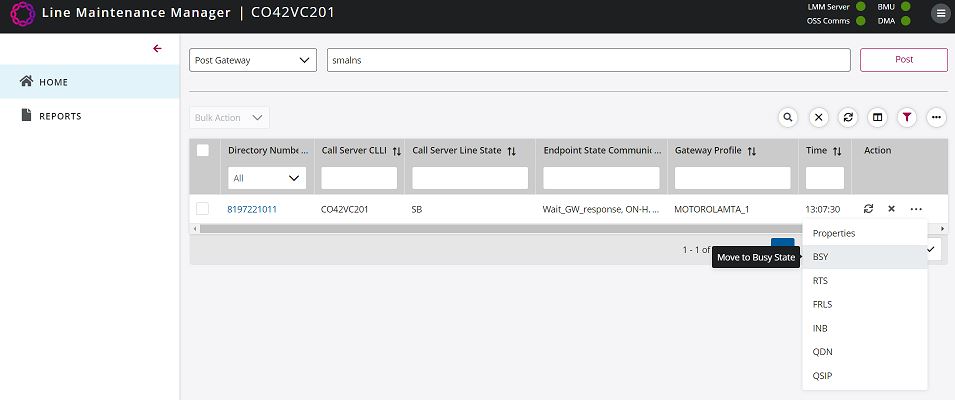 Line Maintenance Manager | CO42VC201
LMM Server BMU
OSS Comms DMA
HOME
REPORTS
Post Gateway smalns Post
Bulk Action
Directory Numbe... Call Server CLLI Call Server Line State Endpoint State Communic... Gateway Profile Time Action
All
8197221011 CO42VC201 SB Wait_GW_response, ON-H... MOTOROLAMTA_1 13:07:30
Properties
1 - 1 of
Move to Busy State
BSY
RTS
FRLS
INB
QDN
QSIP